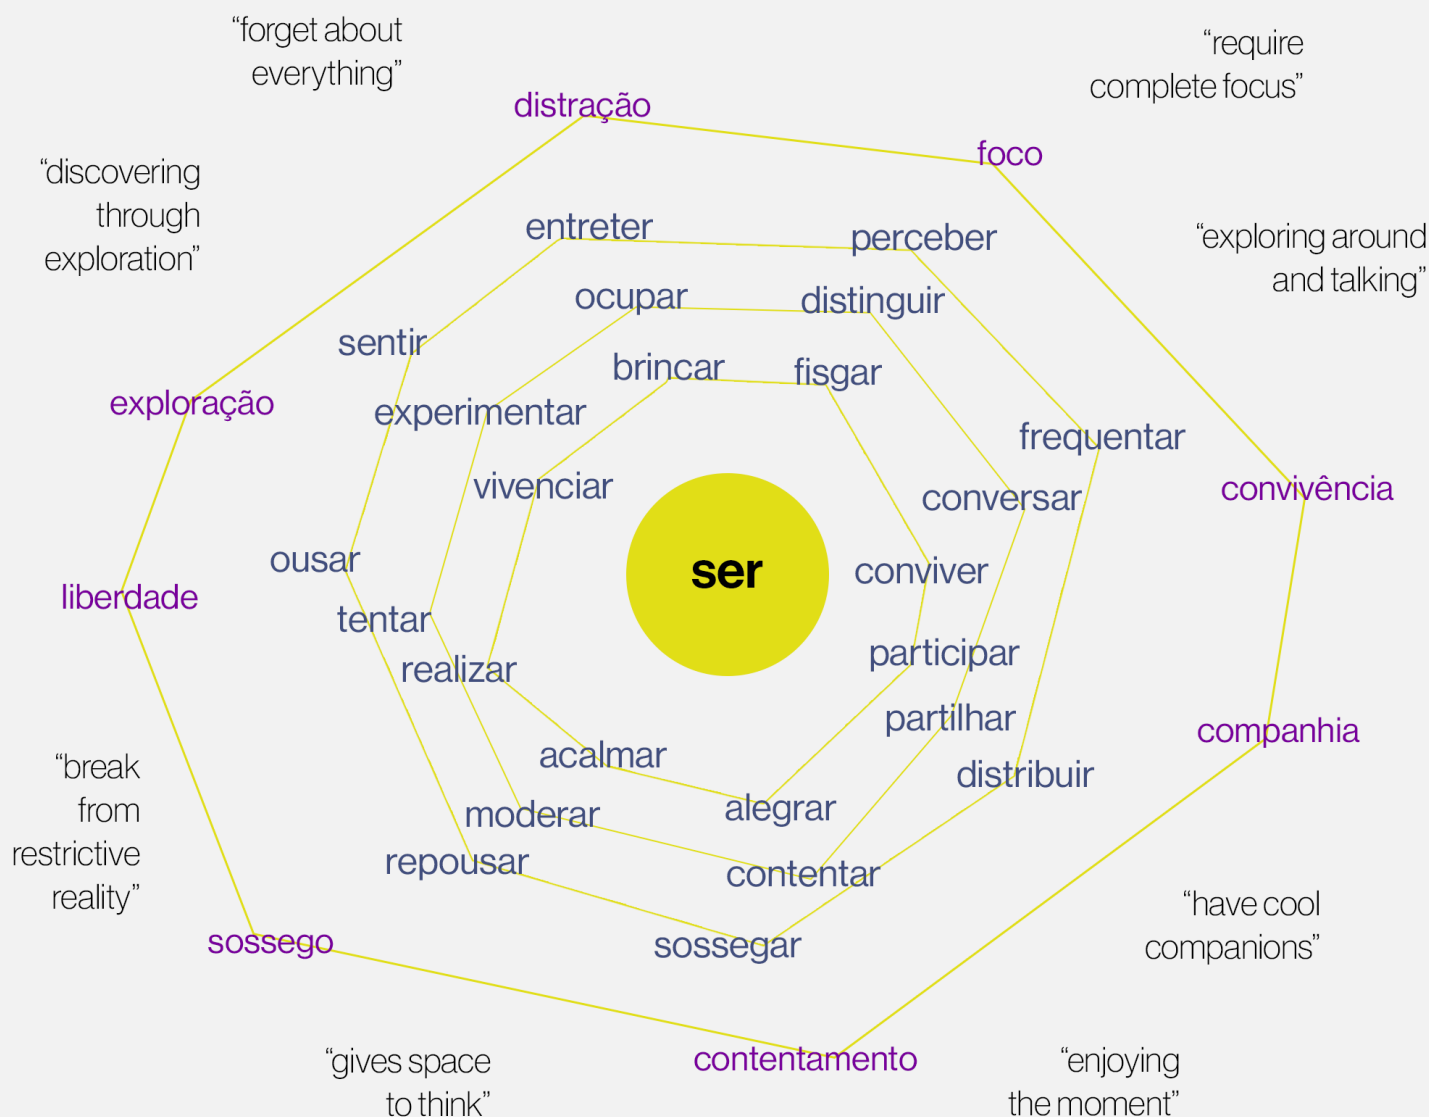 “forget about
everything”
“require
complete focus”
distração
foco
“discovering
through
exploration”
“exploring around
and talking”
entreter
perceber
ocupar
distinguir
sentir
brincar
fisgar
exploração
experimentar
frequentar
vivenciar
conversar
convivência
ousar
ser
conviver
liberdade
tentar
realizar
participar
partilhar
companhia
acalmar
distribuir
“break
from
restrictive
reality”
moderar
alegrar
repousar
contentar
“have cool
companions”
sossego
sossegar
“gives space
to think”
contentamento
“enjoying
the moment”